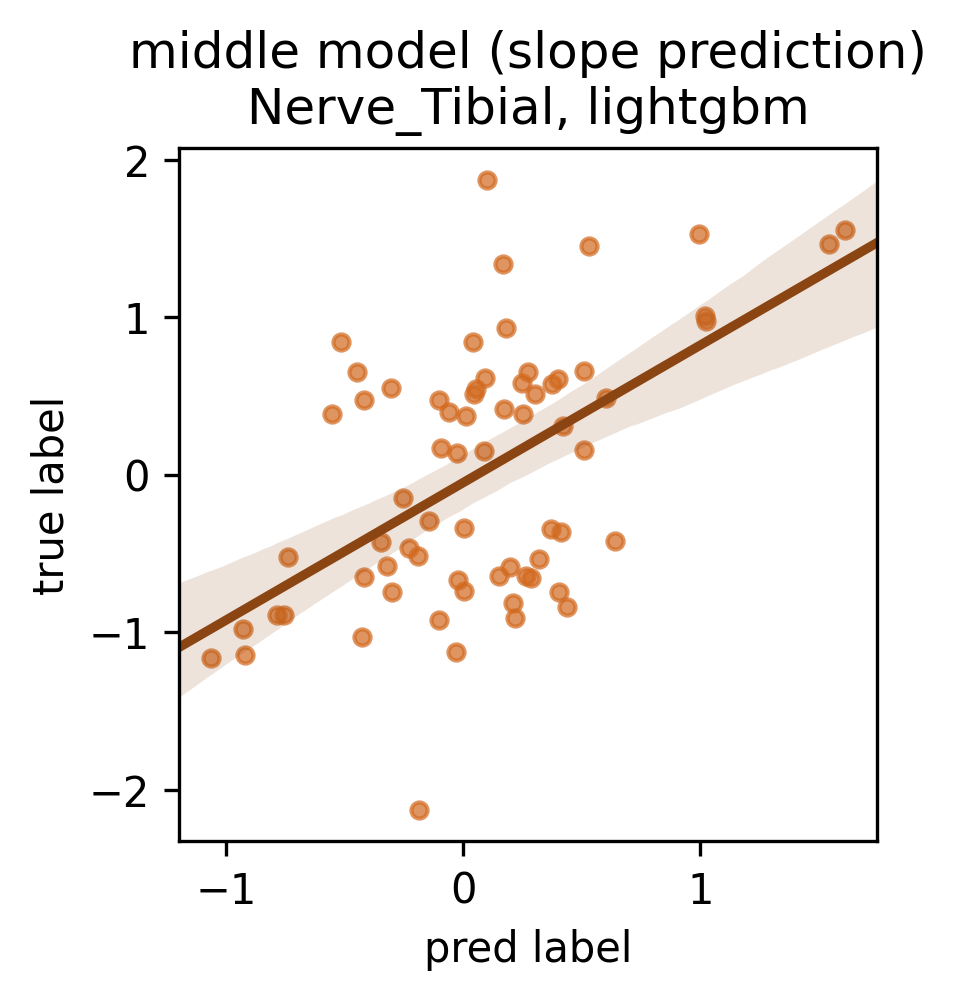 middle model (slope prediction)
Nerve_Tibial, lightgbm
2
1
0
−1
−2
true label
−1
0
1
pred label